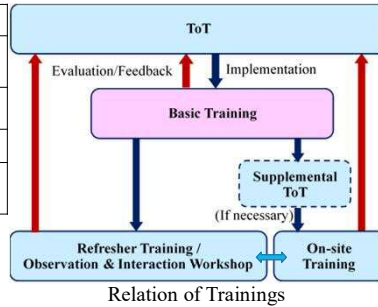 ToT
Evaluation/Feedback
Implementation
Basic Training
Supplemental
ToT
(If necessary)
Refresher Training /
Observation & Interaction Workshop
On-site
Training
Relation of Trainings